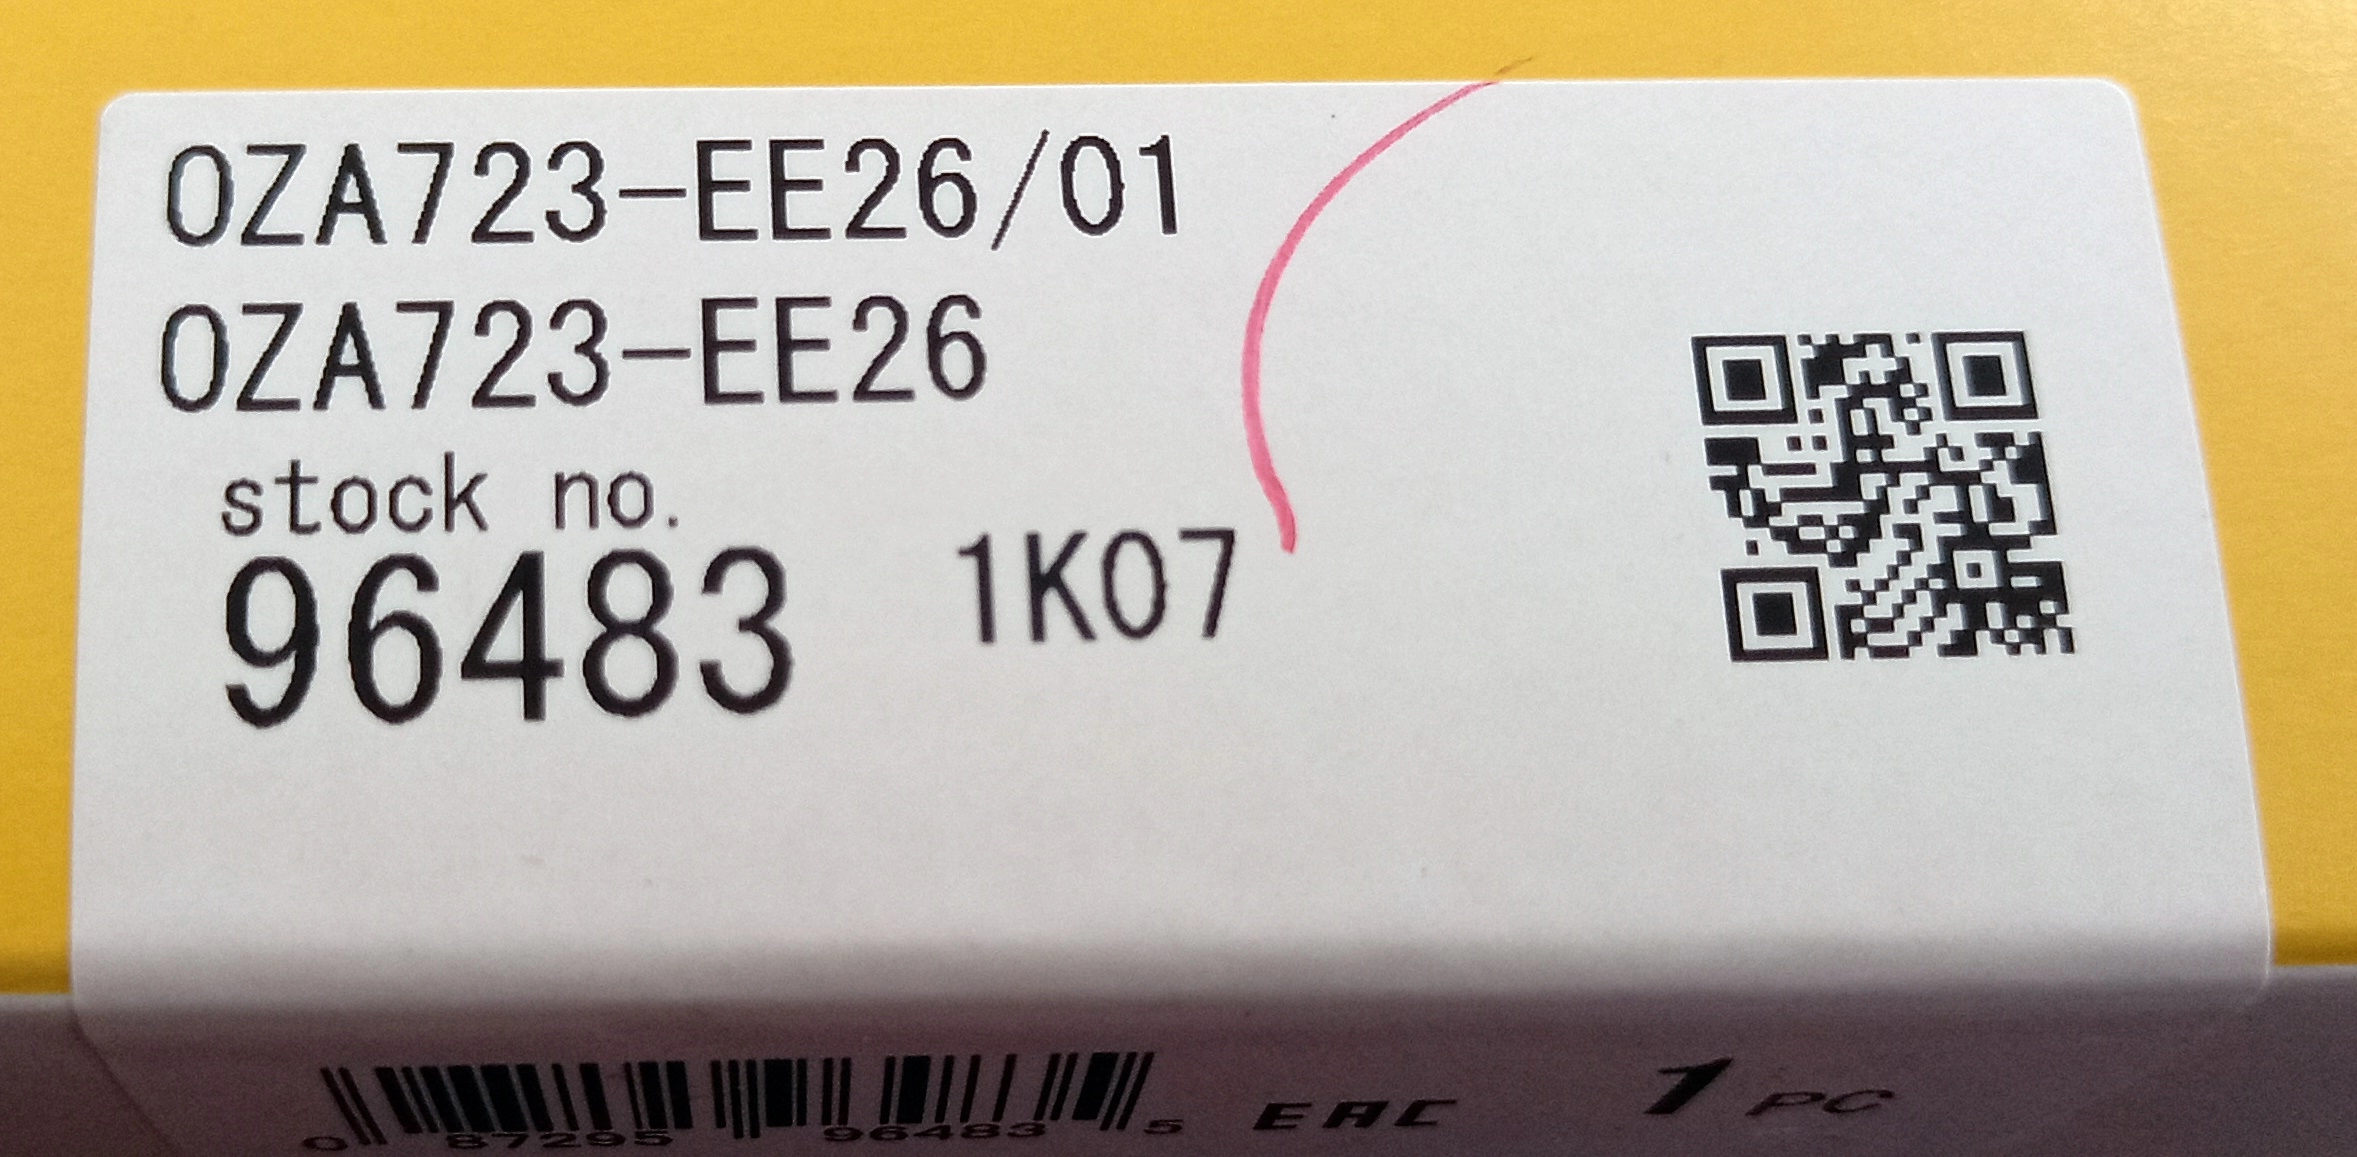 OZA723-EE26/01
OZA723-EE26
stock no.
96483 1K07
0 87295 96483 5 EAC 1 PC